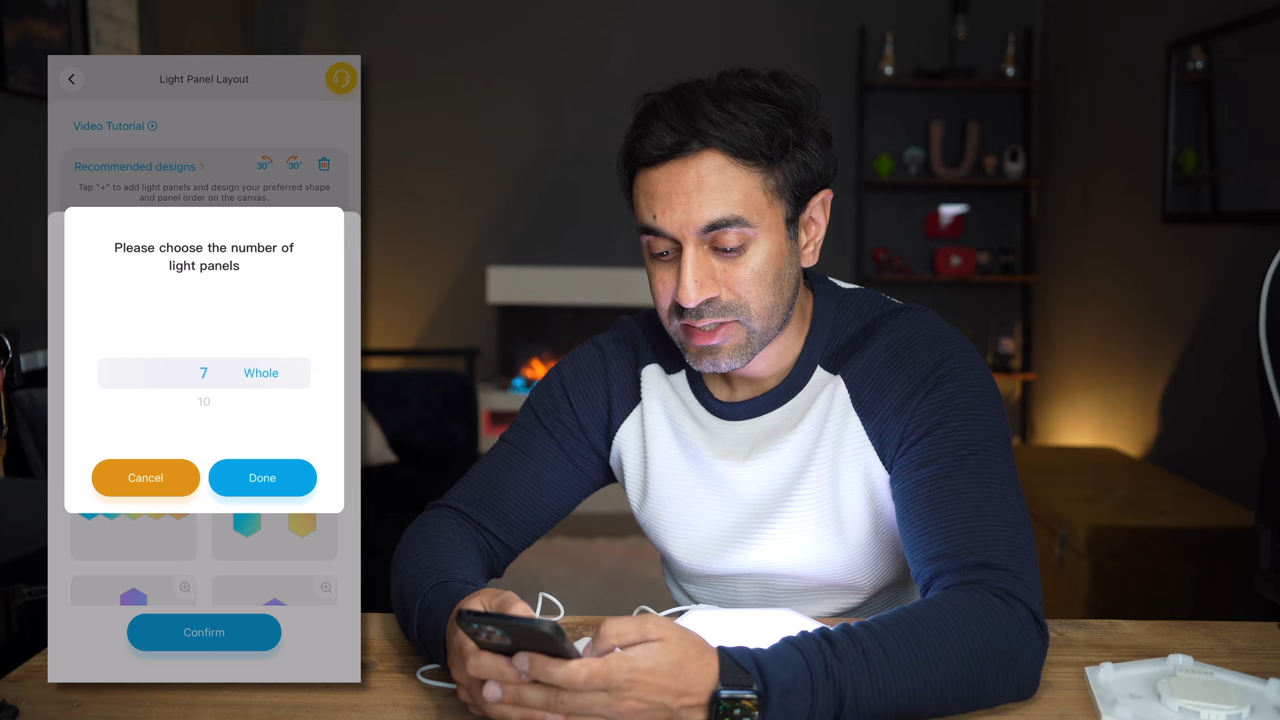 Light Panel Layout
Video Tutorial
Recommended designs >
30° 30°
Tap "+" to add light panels and design your preferred shape
and panel order on the canvas.
Please choose the number of
light panels
7 Whole
10
Cancel Done
Confirm